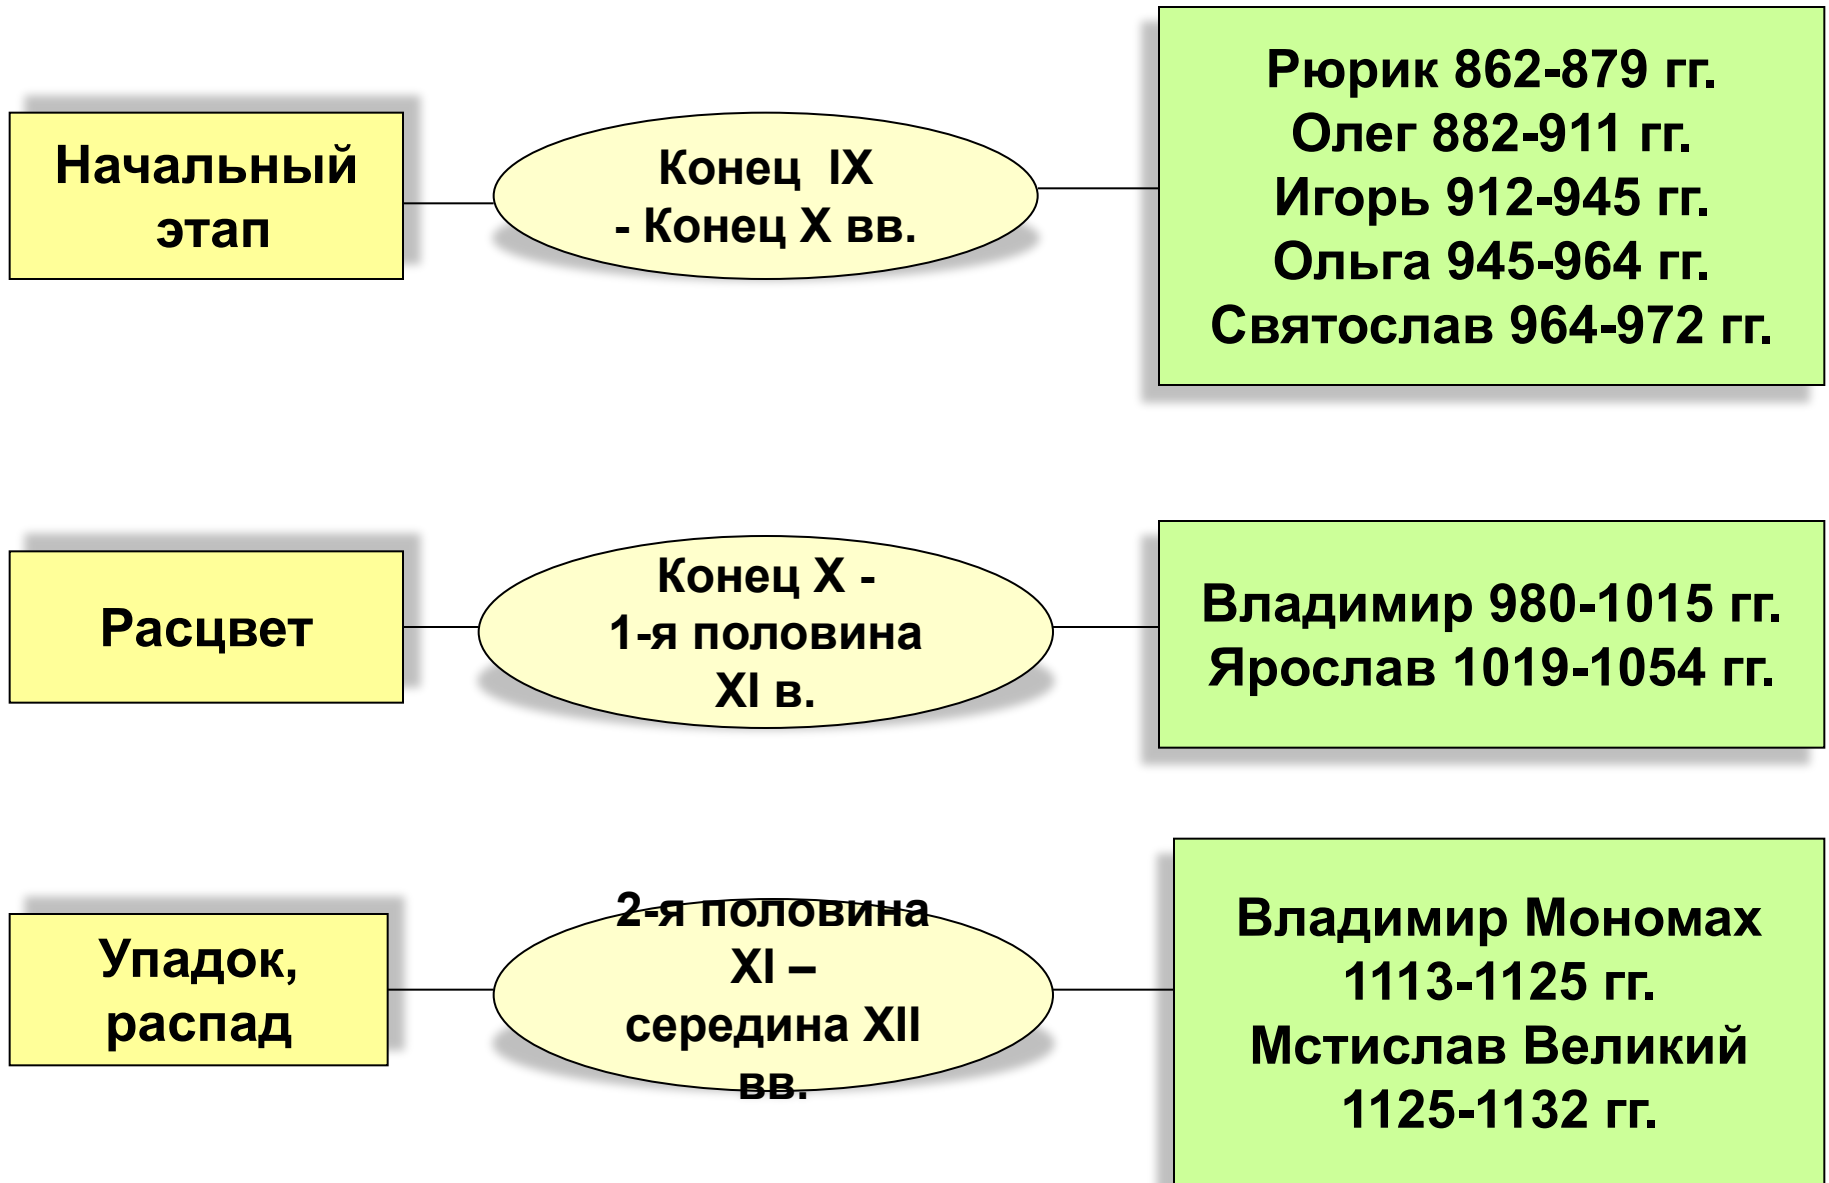 Начальный
этап
Конец IX
- Конец X вв.
Рюрик 862-879 гг.
Олег 882-911 гг.
Игорь 912-945 гг.
Ольга 945-964 гг.
Святослав 964-972 гг.
Расцвет
Конец X -
1-я половина
XI в.
Владимир 980-1015 гг.
Ярослав 1019-1054 гг.
Упадок,
распад
2-я половина
XI –
середина XII
вв.
Владимир Мономах
1113-1125 гг.
Мстислав Великий
1125-1132 гг.